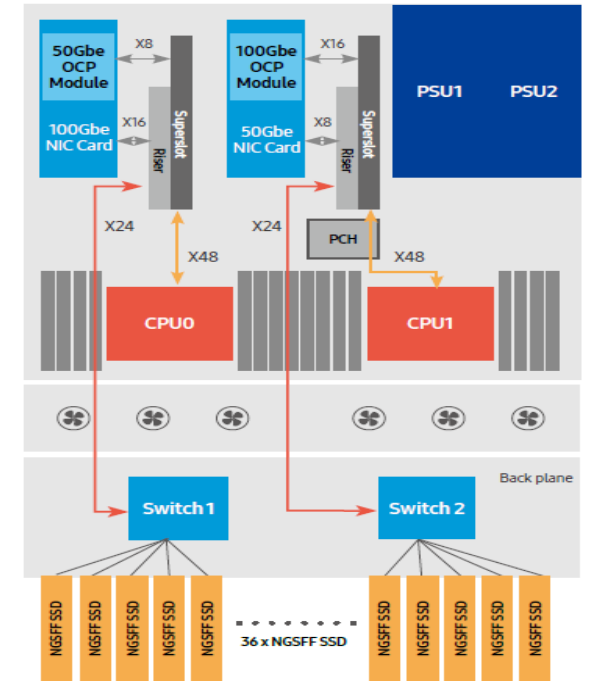 50Gbe
OCP
Module
100Gbe
NIC Card
X8
X16
Riser
Superslot
100Gbe
OCP
Module
50Gbe
NIC Card
X16
X8
Riser
Superslot
PSU1
PSU2
X24
X48
X24
PCH
X48
CPU0
CPU1
Back plane
Switch 1
Switch 2
NGSFF SSD
NGSFF SSD
NGSFF SSD
NGSFF SSD
NGSFF SSD
36 x NGSFF SSD
NGSFF SSD
NGSFF SSD
NGSFF SSD
NGSFF SSD
NGSFF SSD